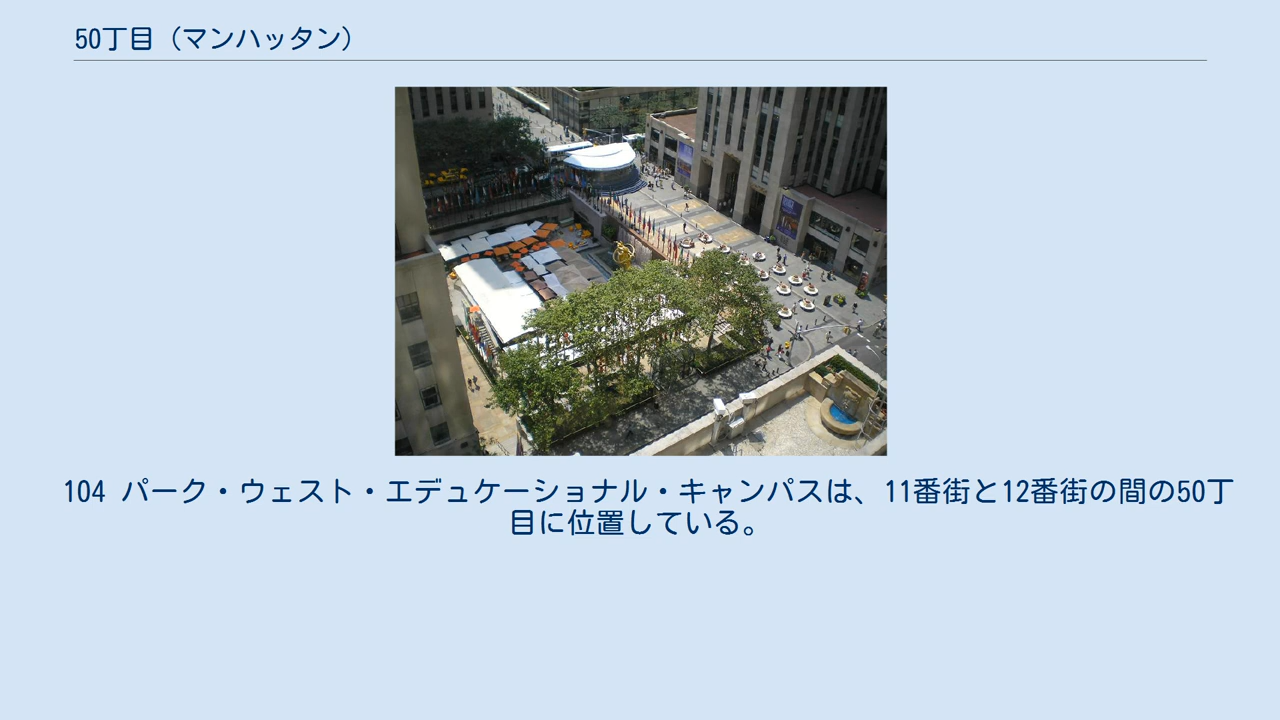 50丁目（マンハッタン）
104 パーク・ウェスト・エデュケーショナル・キャンパスは、11番街と12番街の間の50丁
目に位置している。